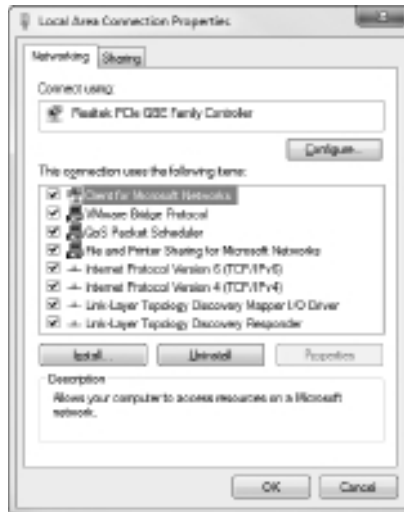 Local Area Connection Properties
Networking Sharing
Connect using:
Realtek PCIe GBE Family Controller
Configure...
This connection uses the following items:
Client for Microsoft Networks
VMware Bridge Protocol
QoS Packet Scheduler
File and Printer Sharing for Microsoft Networks
Internet Protocol Version 6 (TCP/IPv6)
Internet Protocol Version 4 (TCP/IPv4)
Link-Layer Topology Discovery Mapper I/O Driver
Link-Layer Topology Discovery Responder
Install... Uninstall Properties
Description
Allows your computer to access resources on a Microsoft
network.
OK Cancel